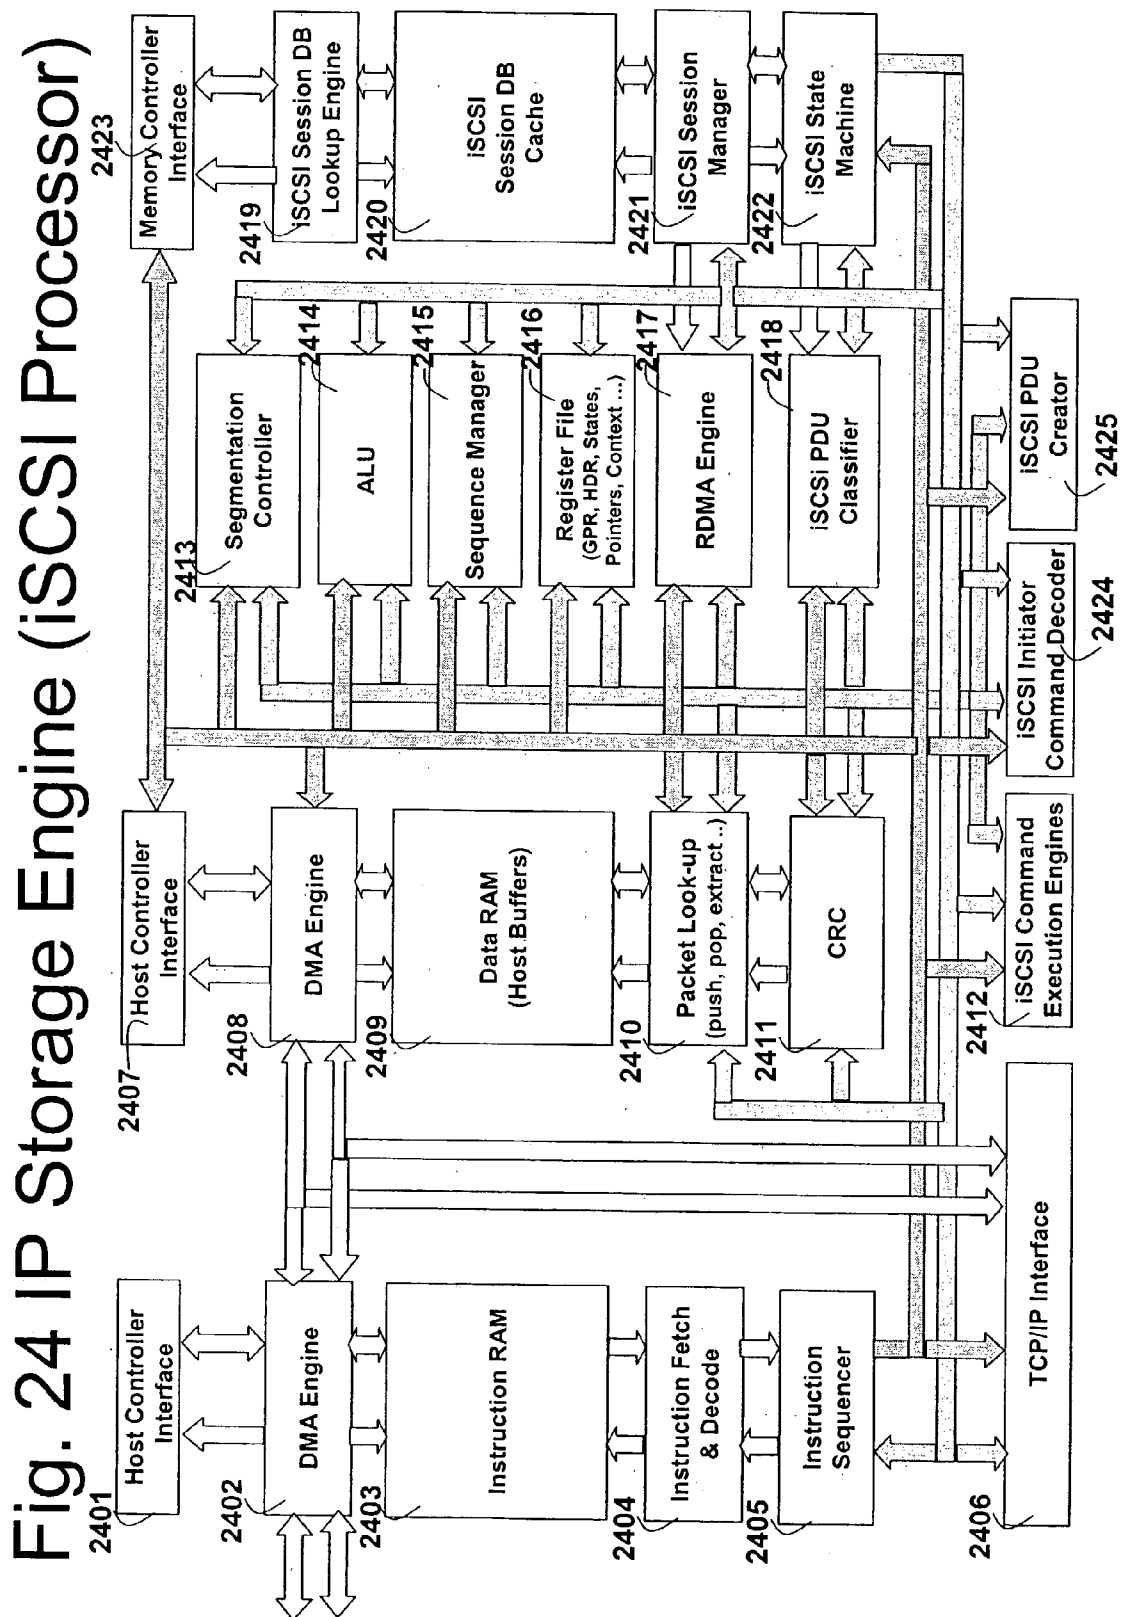 Fig. 24 IP Storage Engine (iSCSI Processor)
2401
Host Controller
Interface
2402
DMA Engine
2403
Instruction RAM
2404
Instruction Fetch
& Decode
2405
Instruction
Sequencer
2406
TCP/IP Interface
2407
Host Controller
Interface
2408
DMA Engine
2409
Data RAM
(Host Buffers)
2410
Packet Look-up
(push, pop, extract ..)
2411
CRC
2412
iSCSI Command
Execution Engines
2413
Segmentation
Controller
2414
ALU
2415
Sequence Manager
2416
Register File
(GPR, HDR, States,
Pointers, Context ...)
2417
RDMA Engine
2418
iSCSi PDU
Classifier
iSCSI Initiator
Command Decoder
2424
2423
Memory Controller
Interface
2419
iSCSI Session DB
Lookup Engine
2420
iSCSI
Session DB
Cache
2421
iSCSI Session
Manager
2422
iSCSI State
Machine
iSCSI PDU
Creator
2425